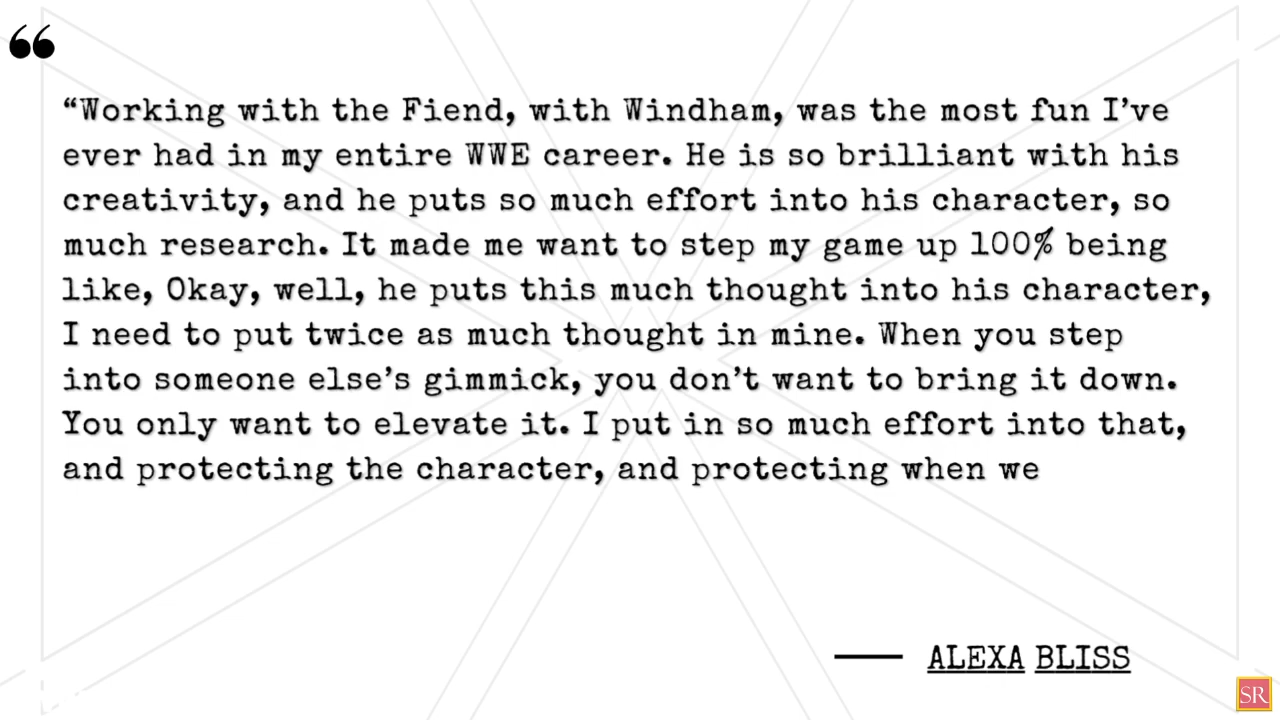 ❝
“Working with the Fiend, with Windham, was the most fun I’ve
ever had in my entire WWE career. He is so brilliant with his
creativity, and he puts so much effort into his character, so
much research. It made me want to step my game up 100% being
like, Okay, well, he puts this much thought into his character,
I need to put twice as much thought in mine. When you step
into someone else’s gimmick, you don’t want to bring it down.
You only want to elevate it. I put in so much effort into that,
and protecting the character, and protecting when we
— ALEXA BLISS
SR